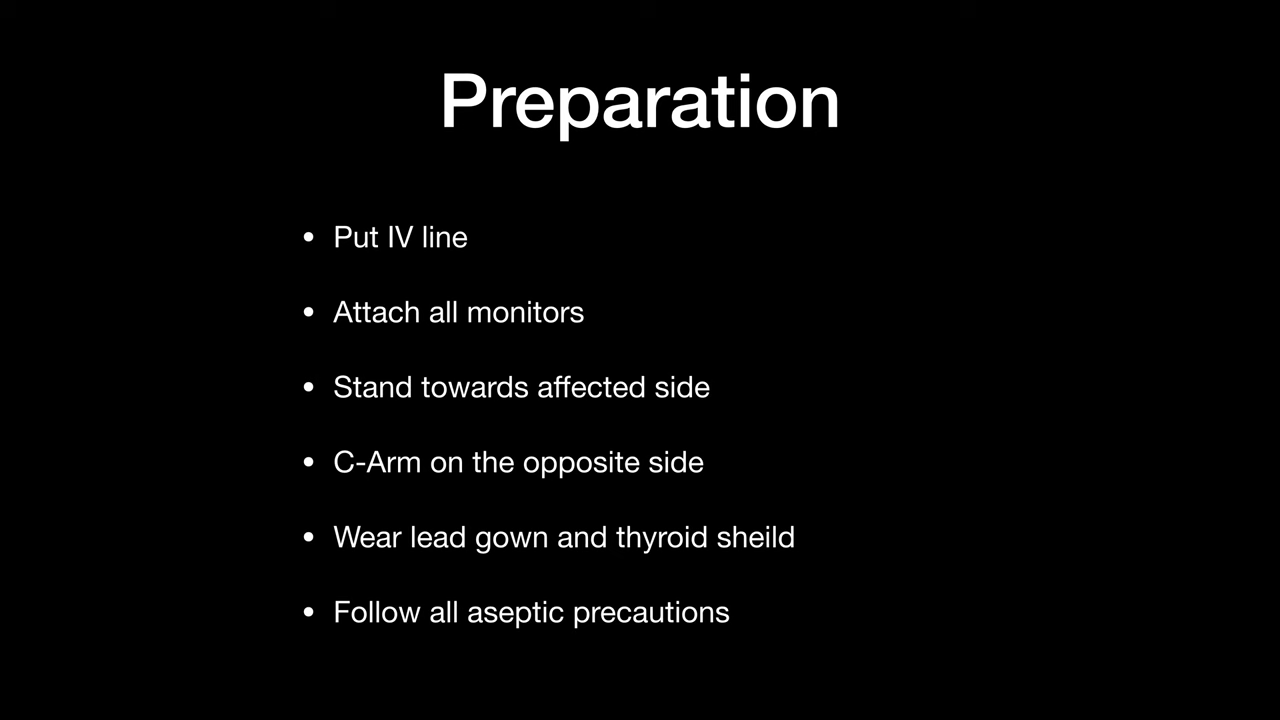 Preparation
• Put IV line
• Attach all monitors
• Stand towards affected side
• C-Arm on the opposite side
• Wear lead gown and thyroid sheild
• Follow all aseptic precautions